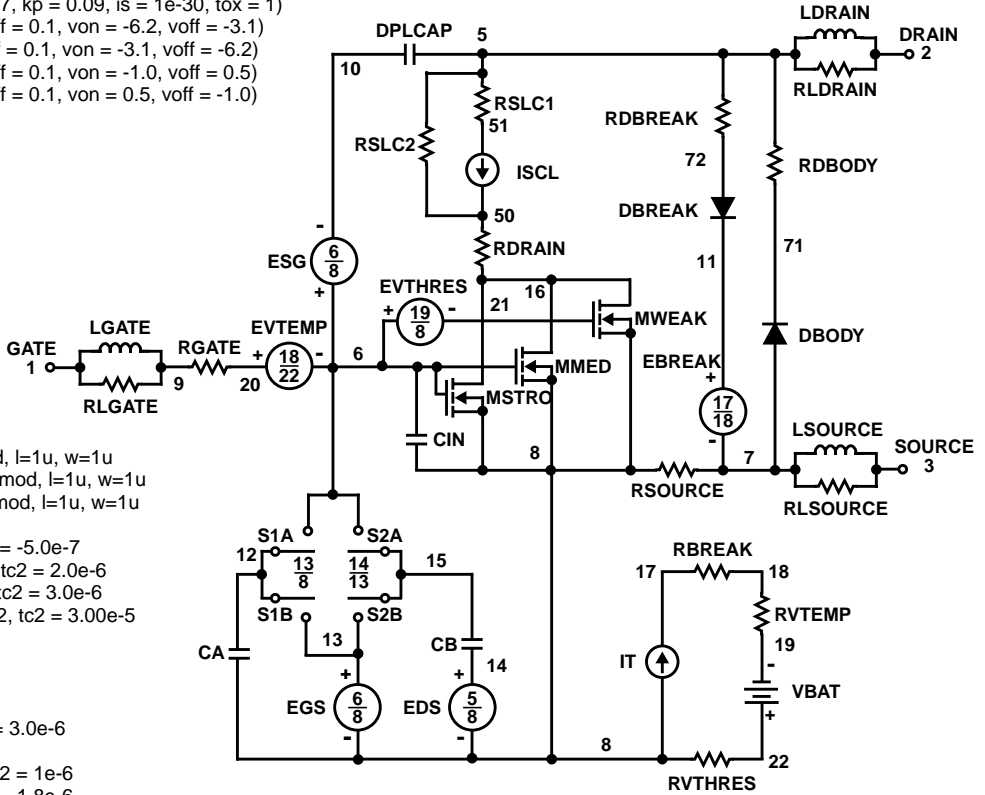 7, kp = 0.09, is = 1e-30, tox = 1)
ff = 0.1, von = -6.2, voff = -3.1)
f = 0.1, von = -3.1, voff = -6.2)
ff = 0.1, von = -1.0, voff = 0.5)
ff = 0.1, von = 0.5, voff = -1.0)
LDRAIN
DPLCAP
5
DRAIN
2
10
RLDRAIN
RSLC1
51
RDBREAK
RSLC2
72
RDBODY
ISCL
50
DBREAK
RDRAIN
71
11
ESG
6
8
-
+
EVTHRES
+
19
8
-
21
16
MWEAK
LGATE
EVTEMP
GATE
1
RGATE
+
18
22
-
6
DBODY
MMED
EBREAK
+
9
20
RLGATE
MSTRO
17
18
-
CIN
LSOURCE
8
7
SOURCE
3
RSOURCE
RLSOURCE
d, l=1u, w=1u
mod, l=1u, w=1u
mod, l=1u, w=1u
= -5.0e-7
tc2 = 2.0e-6
tc2 = 3.0e-6
2, tc2 = 3.00e-5
S1A
S2A
12
13
8
14
13
15
S1B
S2B
13
CA
CB
14
+
+
EGS
6
8
EDS
5
8
-
-
RBREAK
17
18
RVTEMP
19
IT
-
VBAT
+
8
22
RVTHRES
= 3.0e-6
2 = 1e-6
1.8e-6